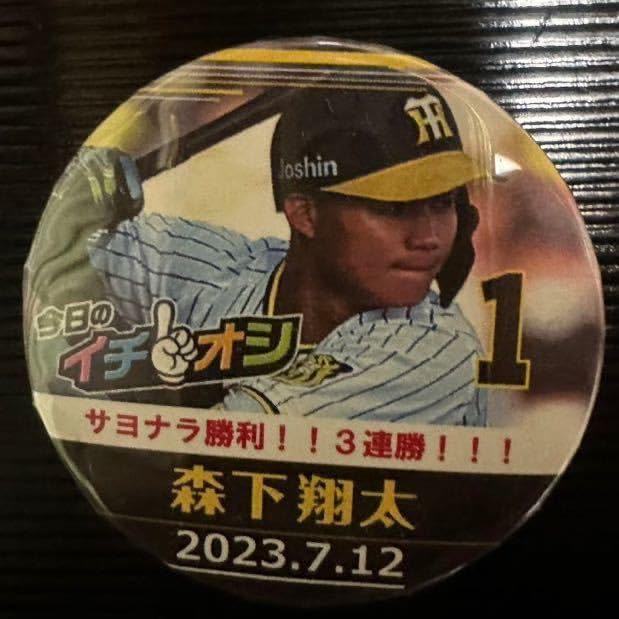 TH
Joshin
1
今日の
イチオシ
サヨナラ勝利！！３連勝！！！
森下翔太
2023.7.12